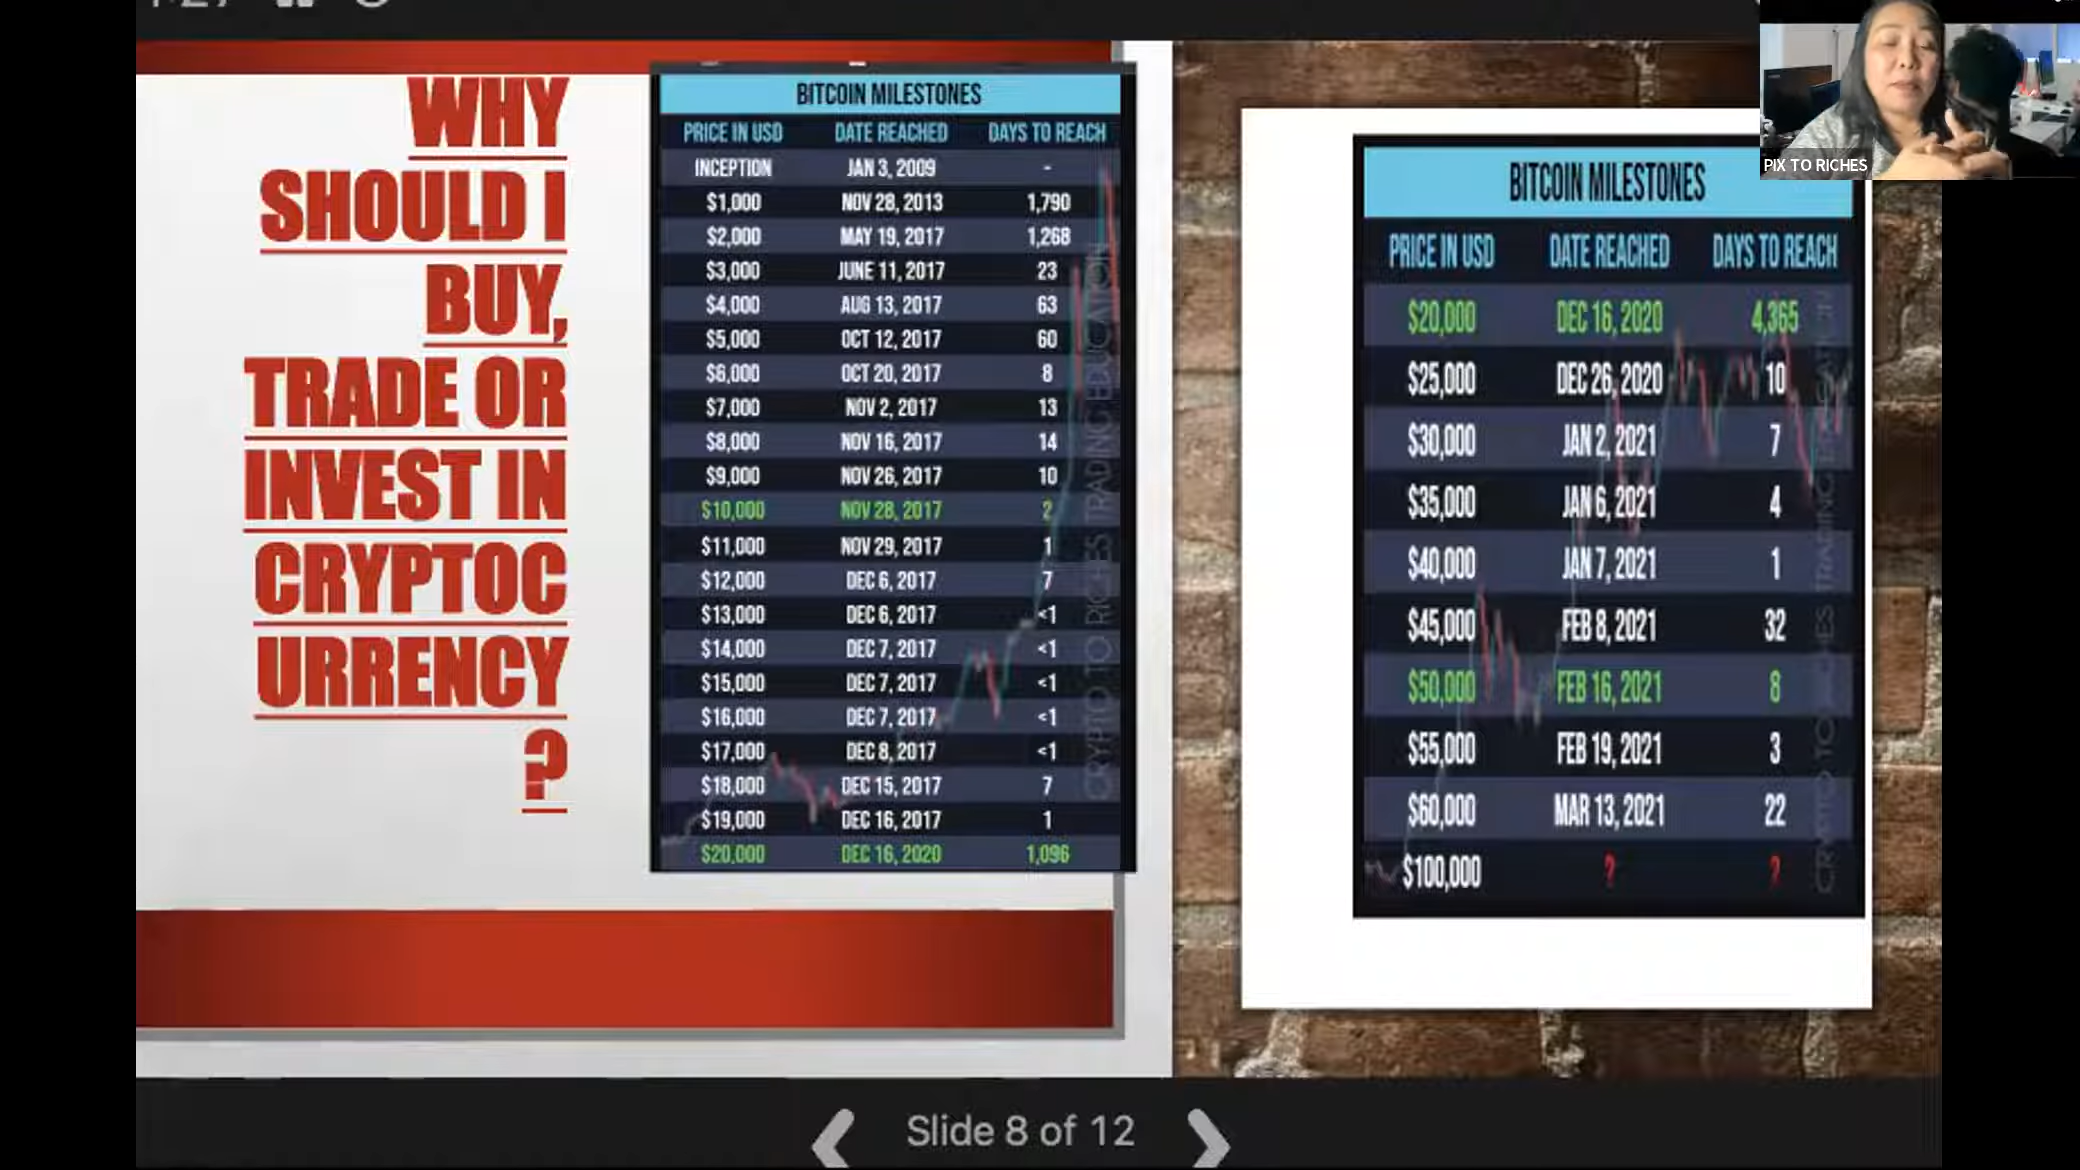 WHY
SHOULD I
BUY,
TRADE OR
INVEST IN
CRYPTOC
URRENCY
?
BITCOIN MILESTONES
PRICE IN USD DATE REACHED DAYS TO REACH
INCEPTION JAN 3, 2009 -
$1,000 NOV 28, 2013 1,790
$2,000 MAY 19, 2017 1,268
$3,000 JUNE 11, 2017 23
$4,000 AUG 13, 2017 63
$5,000 OCT 12, 2017 60
$6,000 OCT 20, 2017 8
$7,000 NOV 2, 2017 13
$8,000 NOV 16, 2017 14
$9,000 NOV 26, 2017 10
$10,000 NOV 28, 2017 2
$11,000 NOV 29, 2017 1
$12,000 DEC 6, 2017 7
$13,000 DEC 6, 2017 <1
$14,000 DEC 7, 2017 <1
$15,000 DEC 7, 2017 <1
$16,000 DEC 7, 2017 <1
$17,000 DEC 8, 2017 <1
$18,000 DEC 15, 2017 7
$19,000 DEC 16, 2017 1
$20,000 DEC 16, 2020 1,096
CRYPTO TO RICHES TRADING EDUCATION
BITCOIN MILESTONES
PRICE IN USD DATE REACHED DAYS TO REACH
$20,000 DEC 16, 2020 4,365
$25,000 DEC 26, 2020 10
$30,000 JAN 2, 2021 7
$35,000 JAN 6, 2021 4
$40,000 JAN 7, 2021 1
$45,000 FEB 8, 2021 32
$50,000 FEB 16, 2021 8
$55,000 FEB 19, 2021 3
$60,000 MAR 13, 2021 22
$100,000 ? ?
CRYPTO TO RICHES TRADING EDUCATION
PIX TO RICHES
Slide 8 of 12